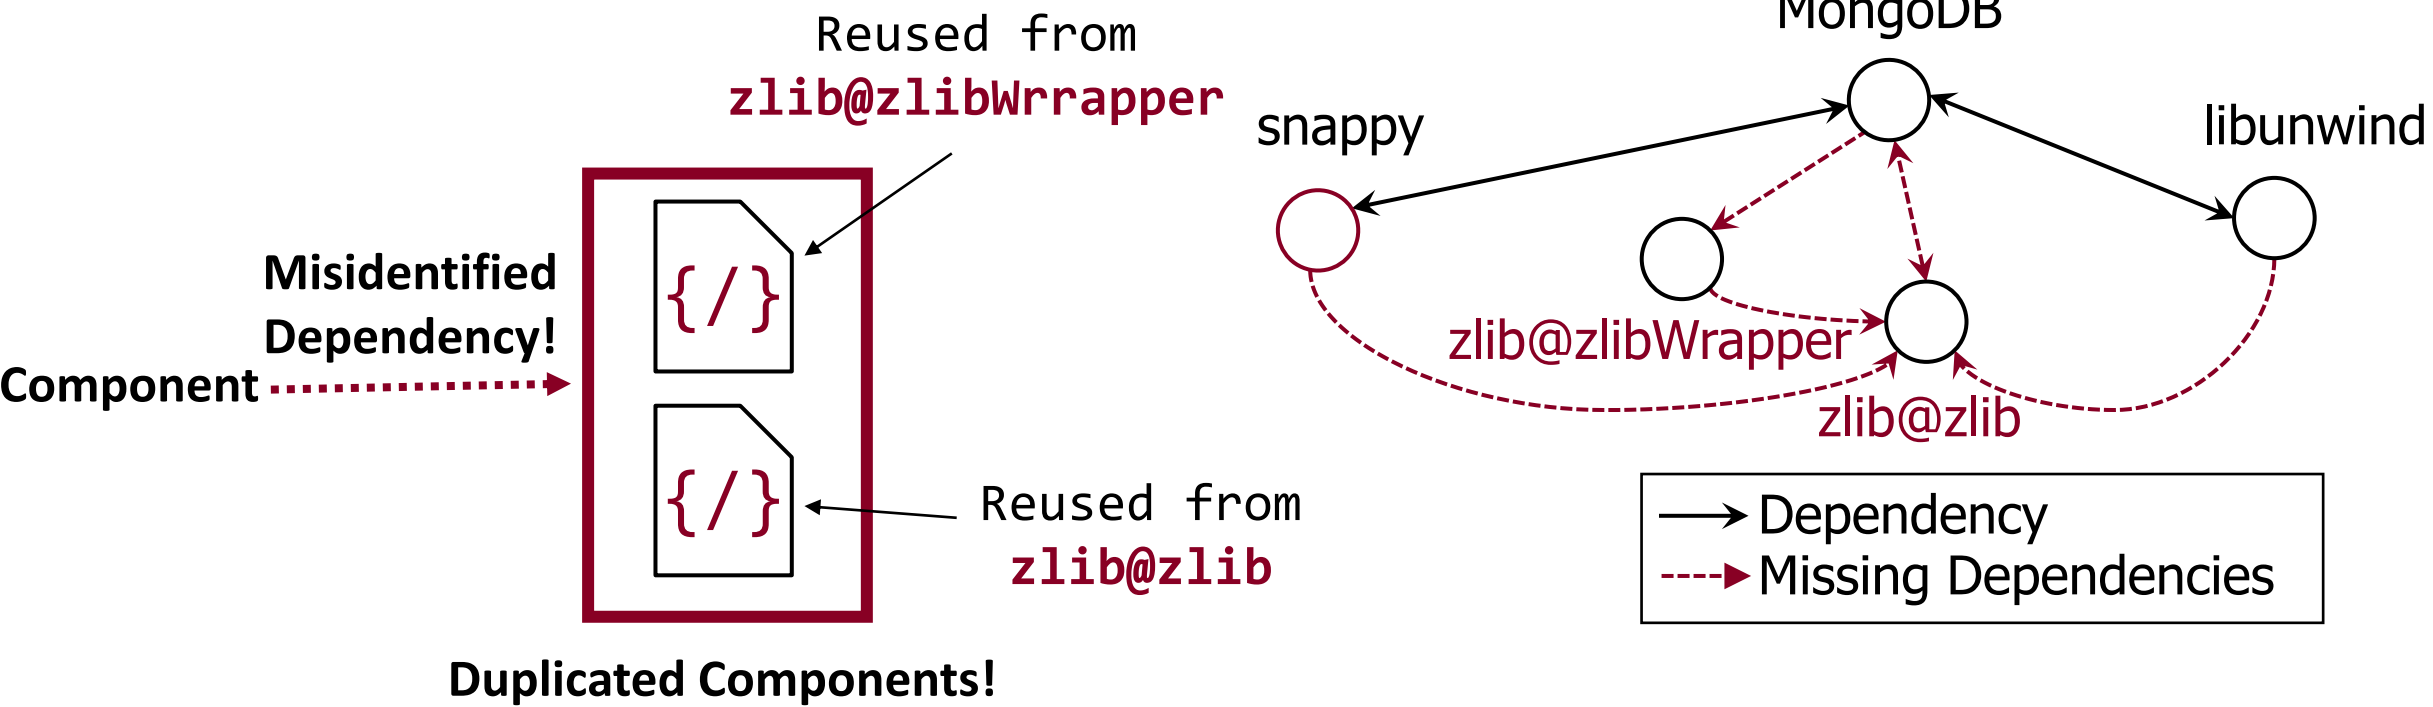 Reused from
zlib@zlibWrrapper
Misidentified
Dependency!
Component
{/}
{/}
Reused from
zlib@zlib
Duplicated Components!
MongoDB
snappy
libunwind
zlib@zlibWrapper
zlib@zlib
Dependency
Missing Dependencies